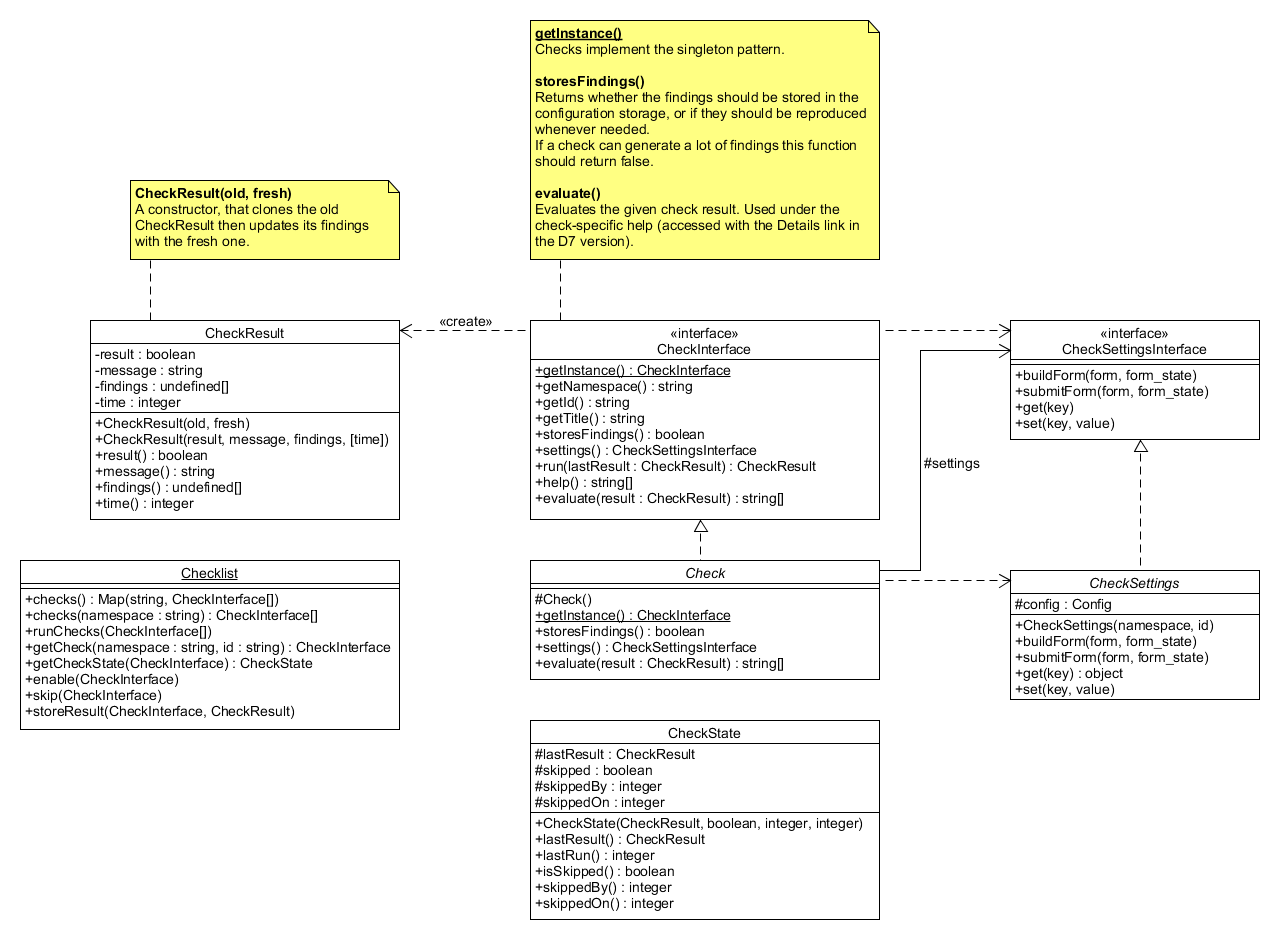 getInstance()
Checks implement the singleton pattern.
storesFindings()
Returns whether the findings should be stored in the
configuration storage, or if they should be reproduced
whenever needed.
If a check can generate a lot of findings this function
should return false.
evaluate()
Evaluates the given check result. Used under the
check-specific help (accessed with the Details link in
the D7 version).
CheckResult(old, fresh)
A constructor, that clones the old
CheckResult then updates its findings
with the fresh one.
CheckResult
-result : boolean
-message : string
-findings : undefined[]
-time : integer
+CheckResult(old, fresh)
+CheckResult(result, message, findings, [time])
+result() : boolean
+message() : string
+findings() : undefined[]
+time() : integer
«create»
«interface»
CheckInterface
+getInstance() : CheckInterface
+getNamespace() : string
+getId() : string
+getTitle() : string
+storesFindings() : boolean
+settings() : CheckSettingsInterface
+run(lastResult : CheckResult) : CheckResult
+help() : string[]
+evaluate(result : CheckResult) : string[]
«interface»
CheckSettingsInterface
+buildForm(form, form_state)
+submitForm(form, form_state)
+get(key)
+set(key, value)
#settings
Checklist
+checks() : Map(string, CheckInterface[])
+checks(namespace : string) : CheckInterface[]
+runChecks(CheckInterface[])
+getCheck(namespace : string, id : string) : CheckInterface
+getCheckState(CheckInterface) : CheckState
+enable(CheckInterface)
+skip(CheckInterface)
+storeResult(CheckInterface, CheckResult)
Check
#Check()
+getInstance() : CheckInterface
+storesFindings() : boolean
+settings() : CheckSettingsInterface
+evaluate(result : CheckResult) : string[]
CheckSettings
#config : Config
+CheckSettings(namespace, id)
+buildForm(form, form_state)
+submitForm(form, form_state)
+get(key) : object
+set(key, value)
CheckState
#lastResult : CheckResult
#skipped : boolean
#skippedBy : integer
#skippedOn : integer
+CheckState(CheckResult, boolean, integer, integer)
+lastResult() : CheckResult
+lastRun() : integer
+isSkipped() : boolean
+skippedBy() : integer
+skippedOn() : integer